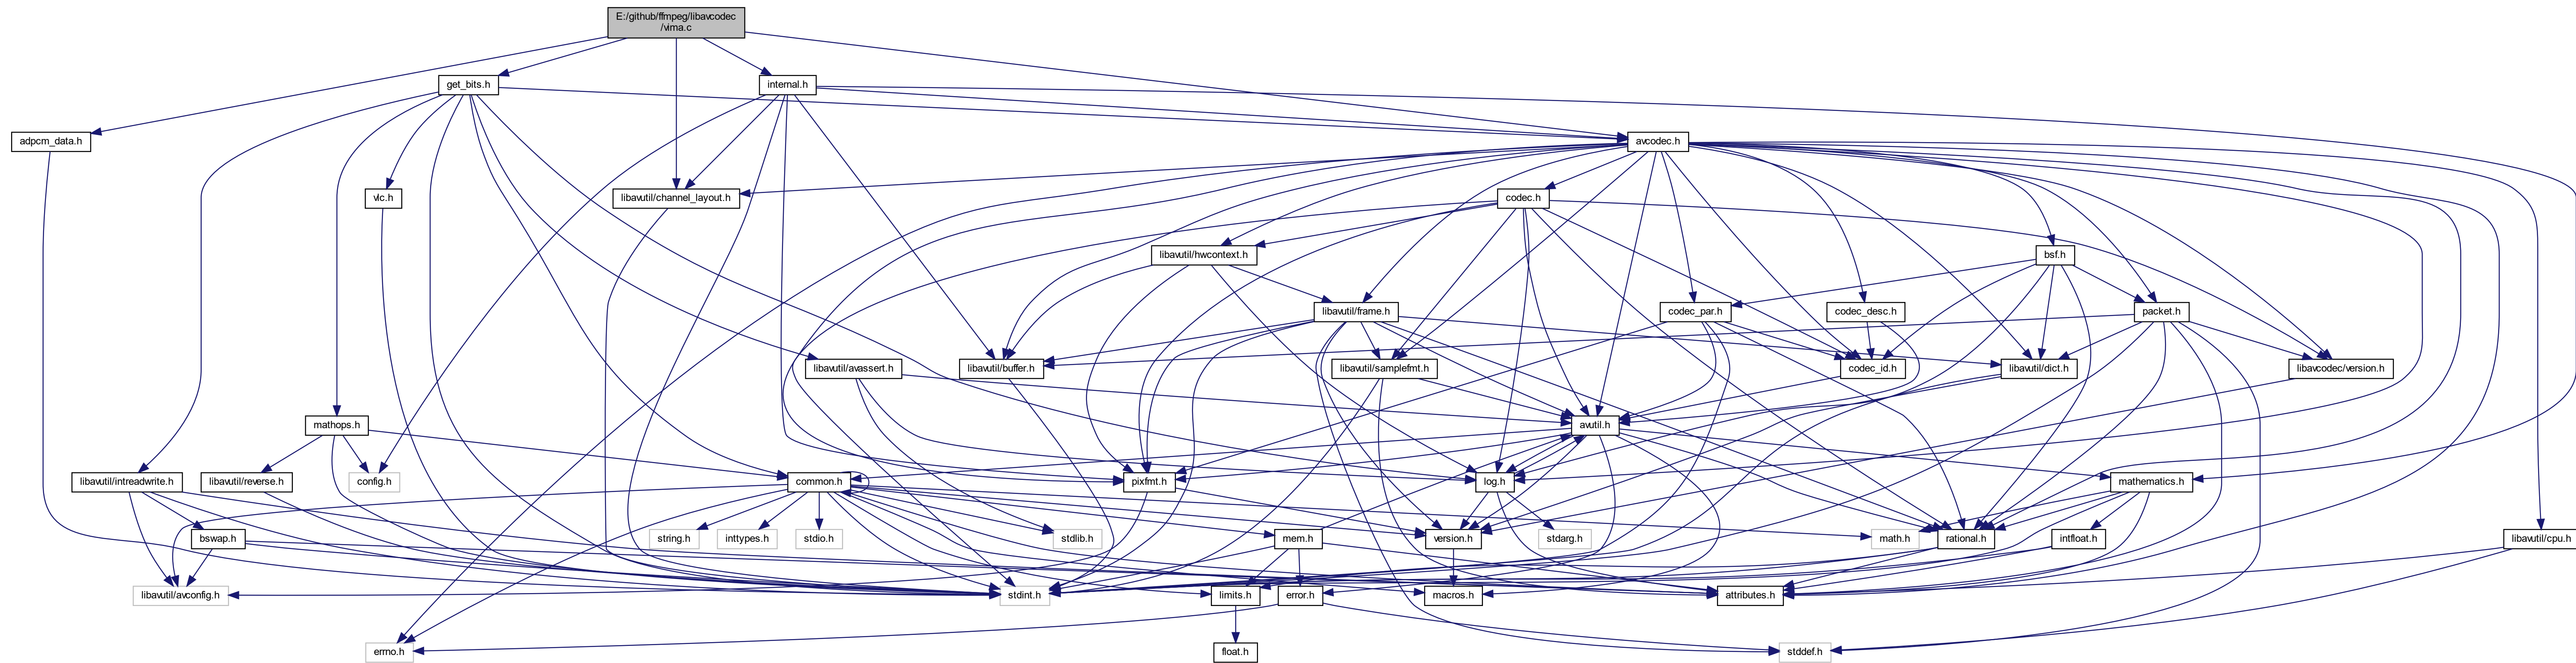 E:/github/ffmpeg/libavcodec
/vima.c
get_bits.h
internal.h
adpcm_data.h
avcodec.h
vlc.h
libavutil/channel_layout.h
codec.h
libavutil/hwcontext.h
bsf.h
libavutil/frame.h
codec_par.h
codec_desc.h
packet.h
libavutil/avassert.h
libavutil/buffer.h
libavutil/samplefmt.h
codec_id.h
libavutil/dict.h
libavcodec/version.h
mathops.h
avutil.h
libavutil/intreadwrite.h
libavutil/reverse.h
config.h
common.h
pixfmt.h
log.h
mathematics.h
bswap.h
string.h
inttypes.h
stdio.h
stdlib.h
mem.h
version.h
stdarg.h
math.h
rational.h
intfloat.h
libavutil/cpu.h
libavutil/avconfig.h
stdint.h
limits.h
error.h
macros.h
attributes.h
errno.h
float.h
stddef.h